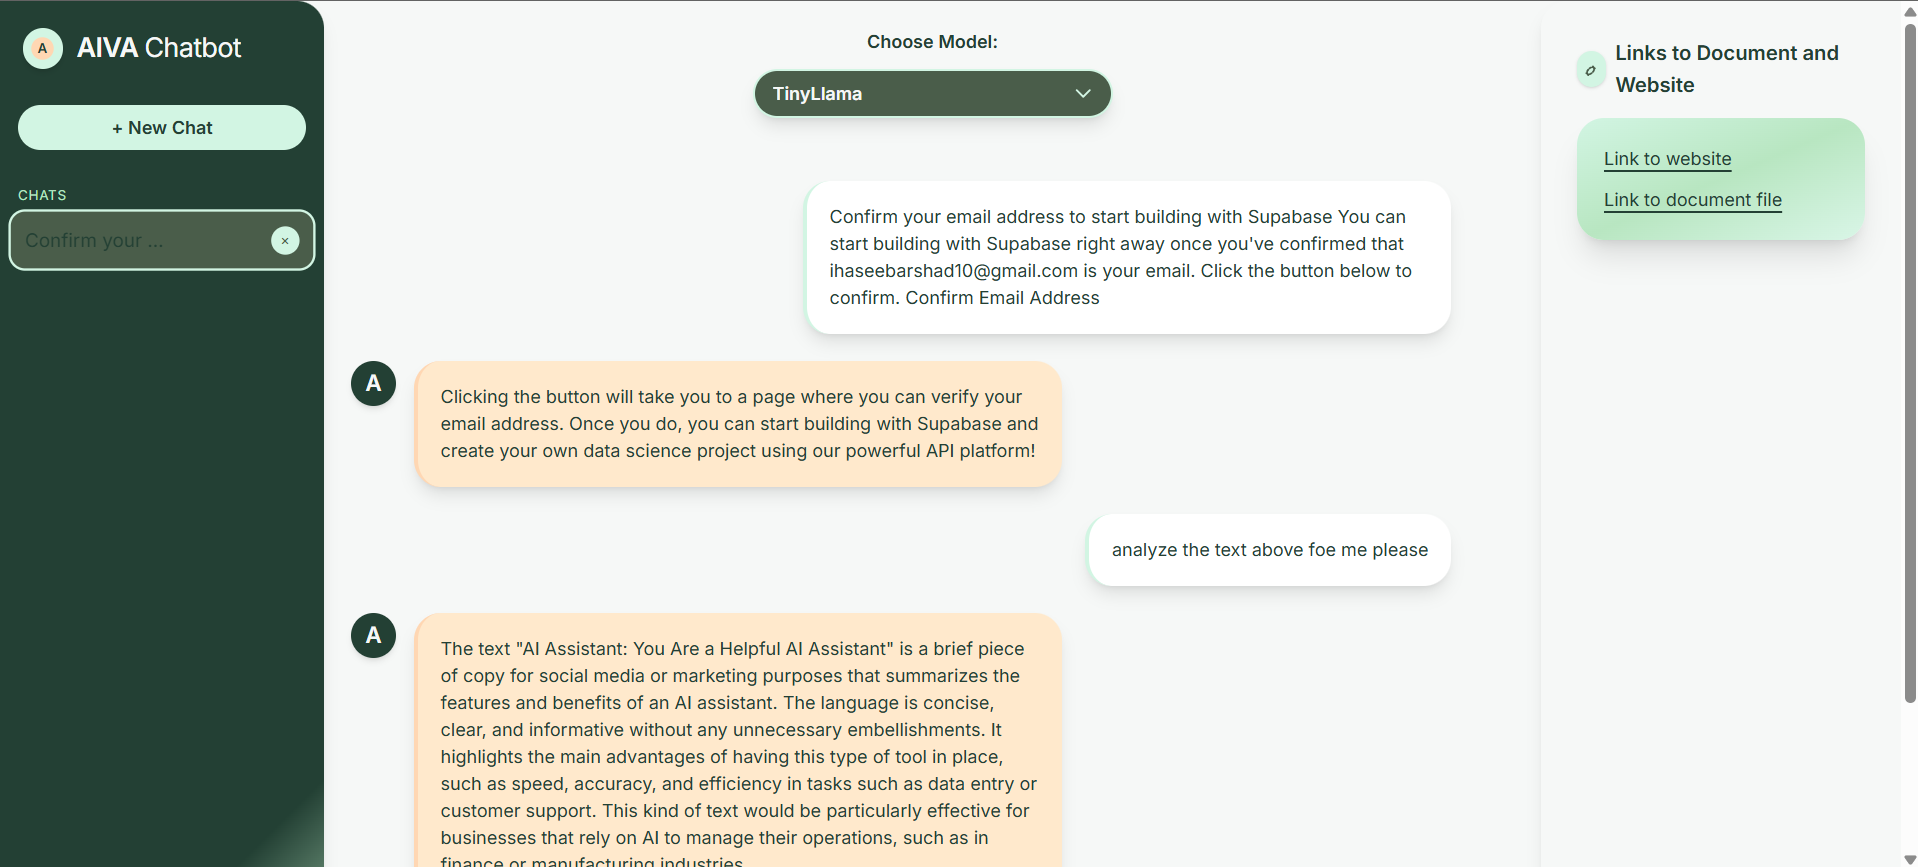 A
AIVA Chatbot
+ New Chat
CHATS
Confirm your ...
×
Choose Model:
TinyLlama
Confirm your email address to start building with Supabase You can
start building with Supabase right away once you've confirmed that
ihaseebarshad10@gmail.com is your email. Click the button below to
confirm. Confirm Email Address
A
Clicking the button will take you to a page where you can verify your
email address. Once you do, you can start building with Supabase and
create your own data science project using our powerful API platform!
analyze the text above foe me please
A
The text "AI Assistant: You Are a Helpful AI Assistant" is a brief piece
of copy for social media or marketing purposes that summarizes the
features and benefits of an AI assistant. The language is concise,
clear, and informative without any unnecessary embellishments. It
highlights the main advantages of having this type of tool in place,
such as speed, accuracy, and efficiency in tasks such as data entry or
customer support. This kind of text would be particularly effective for
businesses that rely on AI to manage their operations, such as in
finance or manufacturing industries.
Links to Document and
Website
Link to website
Link to document file